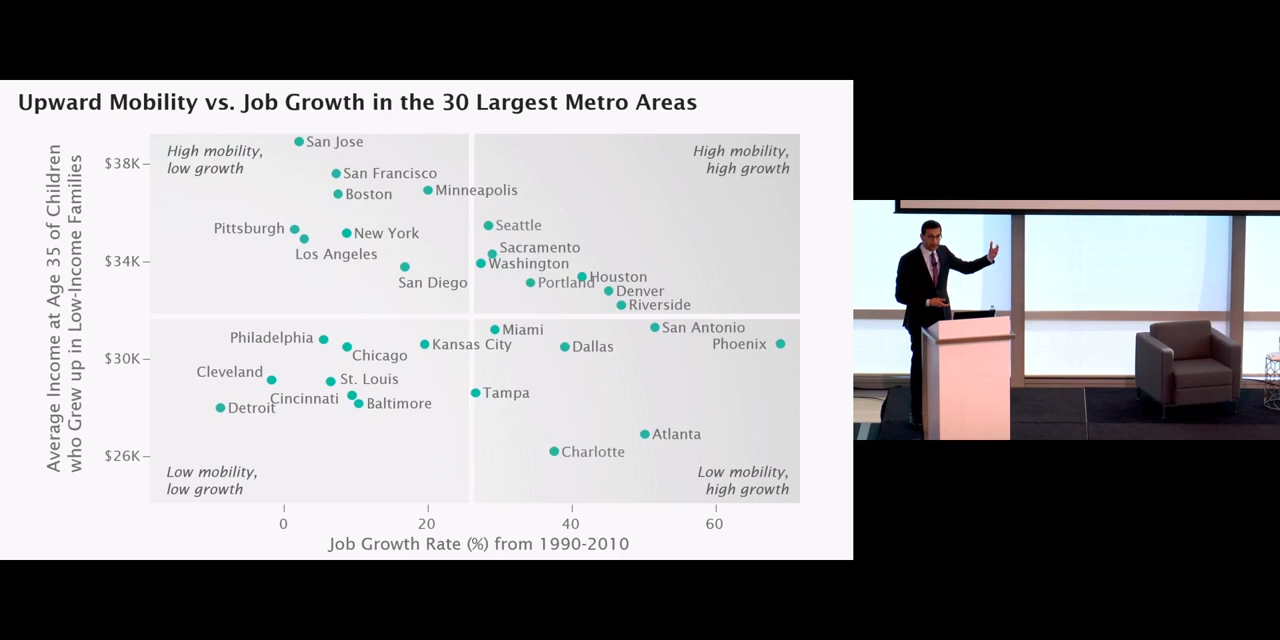 Upward Mobility vs. Job Growth in the 30 Largest Metro Areas
Average Income at Age 35 of Children
who Grew up in Low-Income Families
$38K
$34K
$30K
$26K
High mobility,
low growth
High mobility,
high growth
San Jose
San Francisco
Boston
Minneapolis
Pittsburgh
New York
Los Angeles
San Diego
Seattle
Sacramento
Washington
Portland
Houston
Denver
Riverside
Philadelphia
Chicago
Kansas City
Cleveland
St. Louis
Cincinnati
Baltimore
Detroit
Miami
San Antonio
Dallas
Phoenix
Tampa
Atlanta
Charlotte
Low mobility,
low growth
Low mobility,
high growth
0
20
40
60
Job Growth Rate (%) from 1990-2010